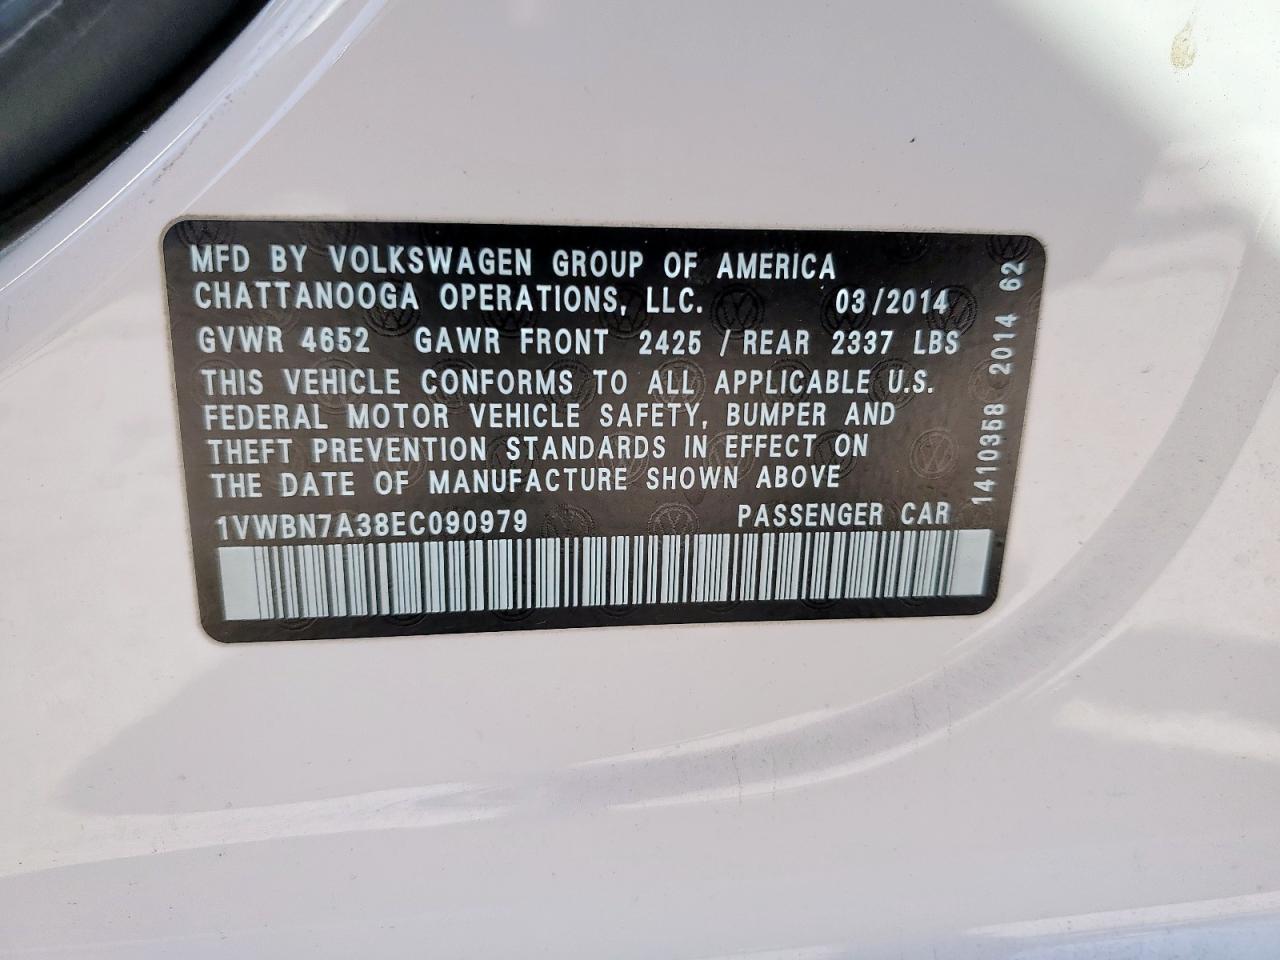 MFD BY VOLKSWAGEN GROUP OF AMERICA
CHATTANOOGA OPERATIONS, LLC. 03/2014
GVWR 4652 GAWR FRONT 2425 / REAR 2337 LBS
THIS VEHICLE CONFORMS TO ALL APPLICABLE U.S.
FEDERAL MOTOR VEHICLE SAFETY, BUMPER AND
THEFT PREVENTION STANDARDS IN EFFECT ON
THE DATE OF MANUFACTURE SHOWN ABOVE
1VWBN7A38EC090979 PASSENGER CAR
1410358 2014 62